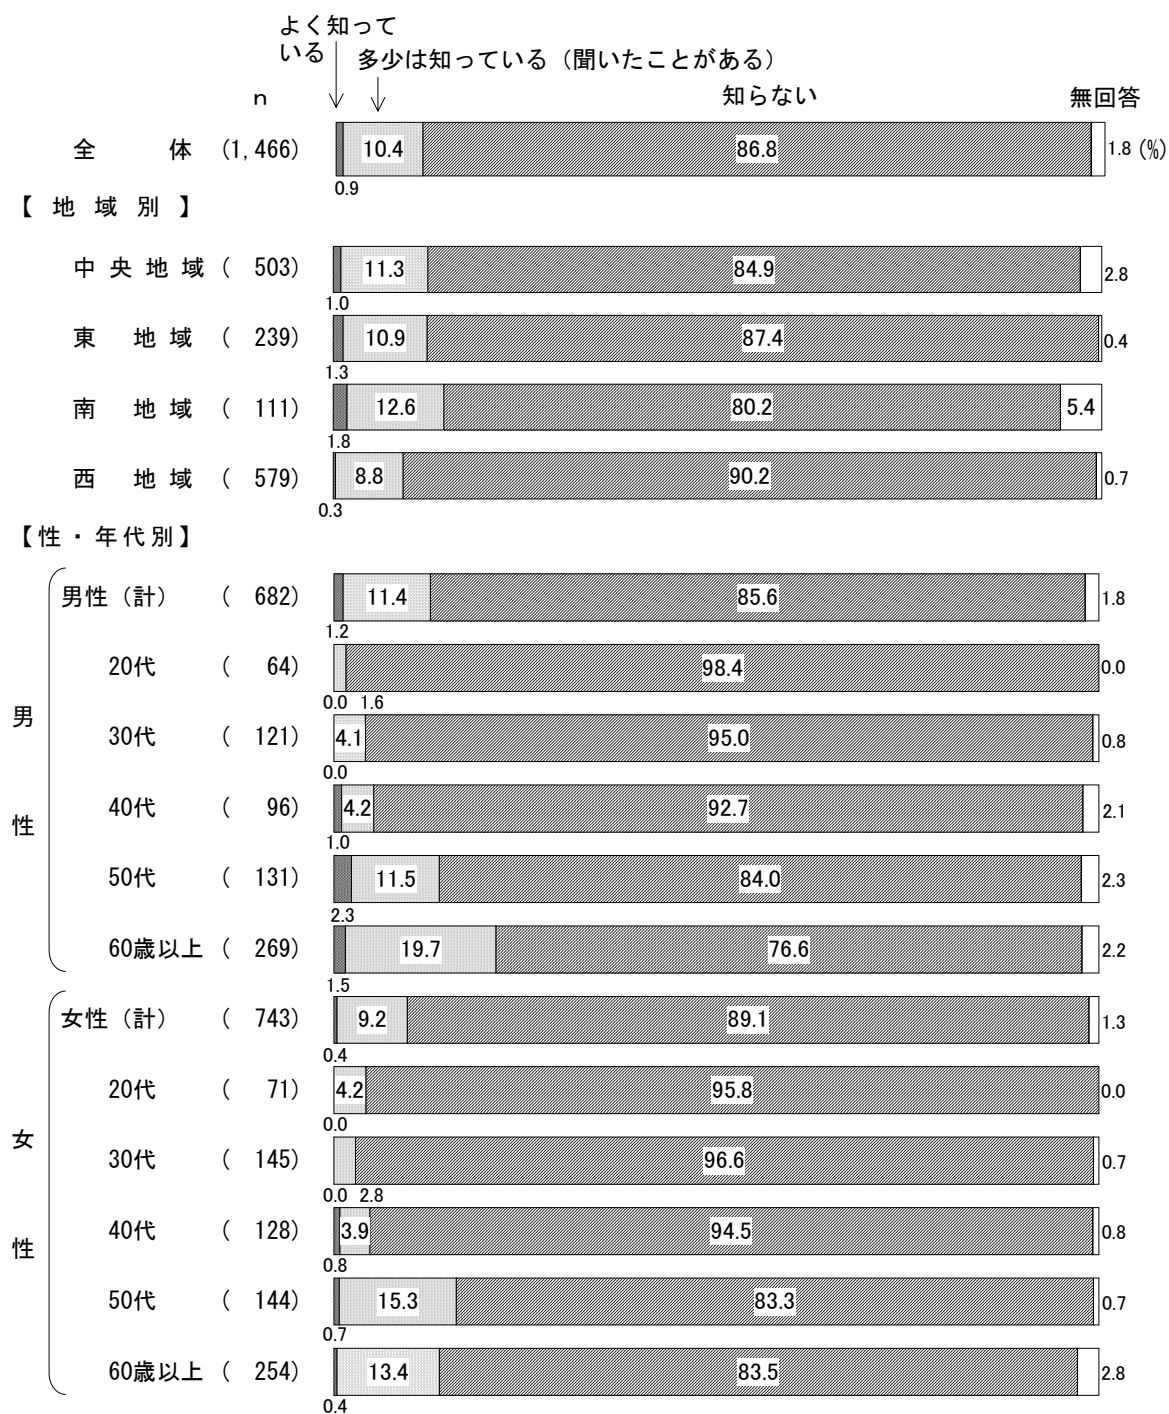 よく知って
いる
多少は知っている（聞いたことがある）
n 知らない 無回答
全 体 (1,466) 10.4 86.8 1.8 (%)
0.9
【 地 域 別 】
中 央 地 域 ( 503) 11.3 84.9 2.8
1.0
東 地 域 ( 239) 10.9 87.4 0.4
1.3
南 地 域 ( 111) 12.6 80.2 5.4
1.8
西 地 域 ( 579) 8.8 90.2 0.7
0.3
【性・年代別】
男性（計） ( 682) 11.4 85.6 1.8
1.2
20代 ( 64) 98.4 0.0
0.0 1.6
男性
30代 ( 121) 4.1 95.0 0.8
0.0
40代 ( 96) 4.2 92.7 2.1
1.0
50代 ( 131) 11.5 84.0 2.3
2.3
60歳以上 ( 269) 19.7 76.6 2.2
1.5
女性（計） ( 743) 9.2 89.1 1.3
0.4
20代 ( 71) 4.2 95.8 0.0
0.0
女性
30代 ( 145) 96.6 0.7
0.0 2.8
40代 ( 128) 3.9 94.5 0.8
0.8
50代 ( 144) 15.3 83.3 0.7
0.7
60歳以上 ( 254) 13.4 83.5 2.8
0.4